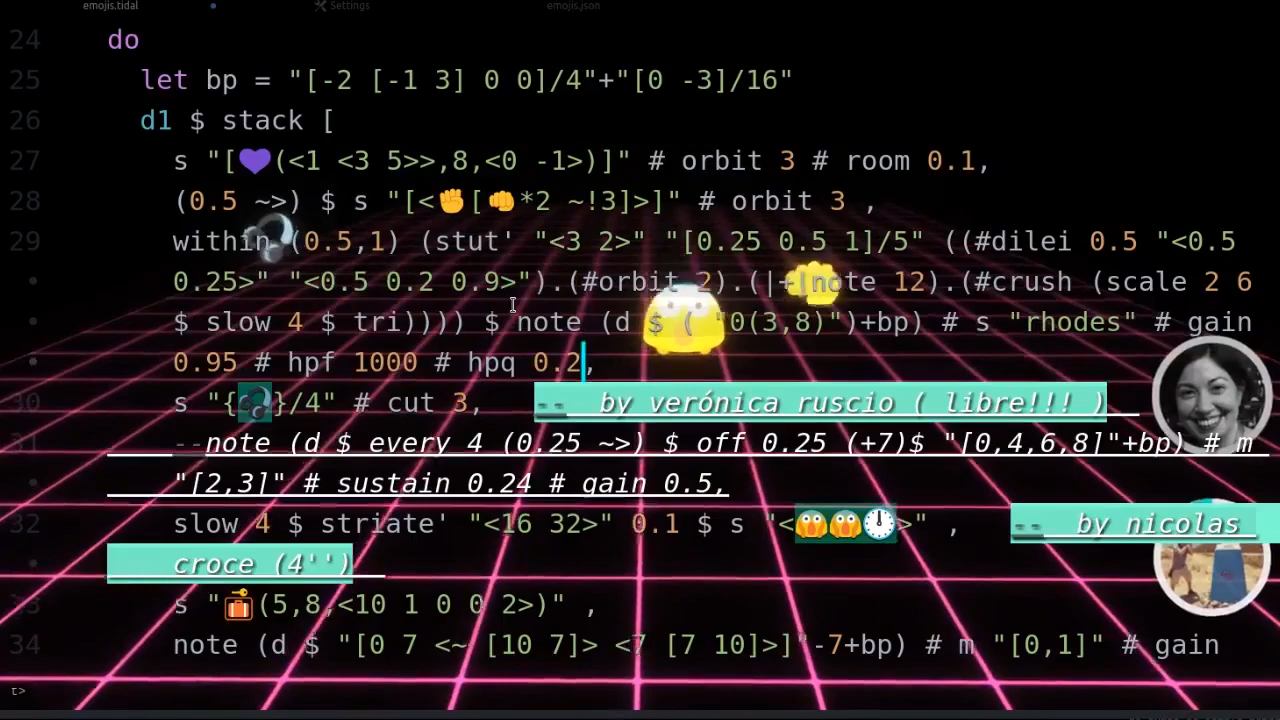 emojis.tidal Settings emojis.json
24 do
25 let bp = "[-2 [-1 3] 0 0]/4"+"[0 -3]/16"
26 d1 $ stack [
27 s "[💜(<1 <3 5>>,8,<0 -1>)]" # orbit 3 # room 0.1,
28 (0.5 ~>) $ s "[<✊[👊*2 ~!3]>]" # orbit 3 ,
29 within (0.5,1) (stut' "<3 2>" "[0.25 0.5 1]/5" ((#dilei 0.5 "<0.5
0.25>" "<0.5 0.2 0.9>").(#orbit 2).(|+|note 12).(#crush (scale 2 6
$ slow 4 $ tri)))) $ note (d $ ( "0(3,8)")+bp) # s "rhodes" # gain
0.95 # hpf 1000 # hpq 0.2,
30 s "{🎧}/4" # cut 3, -- by verónica ruscio ( libre!!! )
31 --note (d $ every 4 (0.25 ~>) $ off 0.25 (+7)$ "[0,4,6,8]"+bp) # m
"[2,3]" # sustain 0.24 # gain 0.5,
32 slow 4 $ striate' "<16 32>" 0.1 $ s "<😱😱🕛>" , -- by nicolas
croce (4'')
33 s "🛅(5,8,<10 1 0 0 2>)" ,
34 note (d $ "[0 7 <~ [10 7]> <7 [7 10]>]"-7+bp) # m "[0,1]" # gain
t>